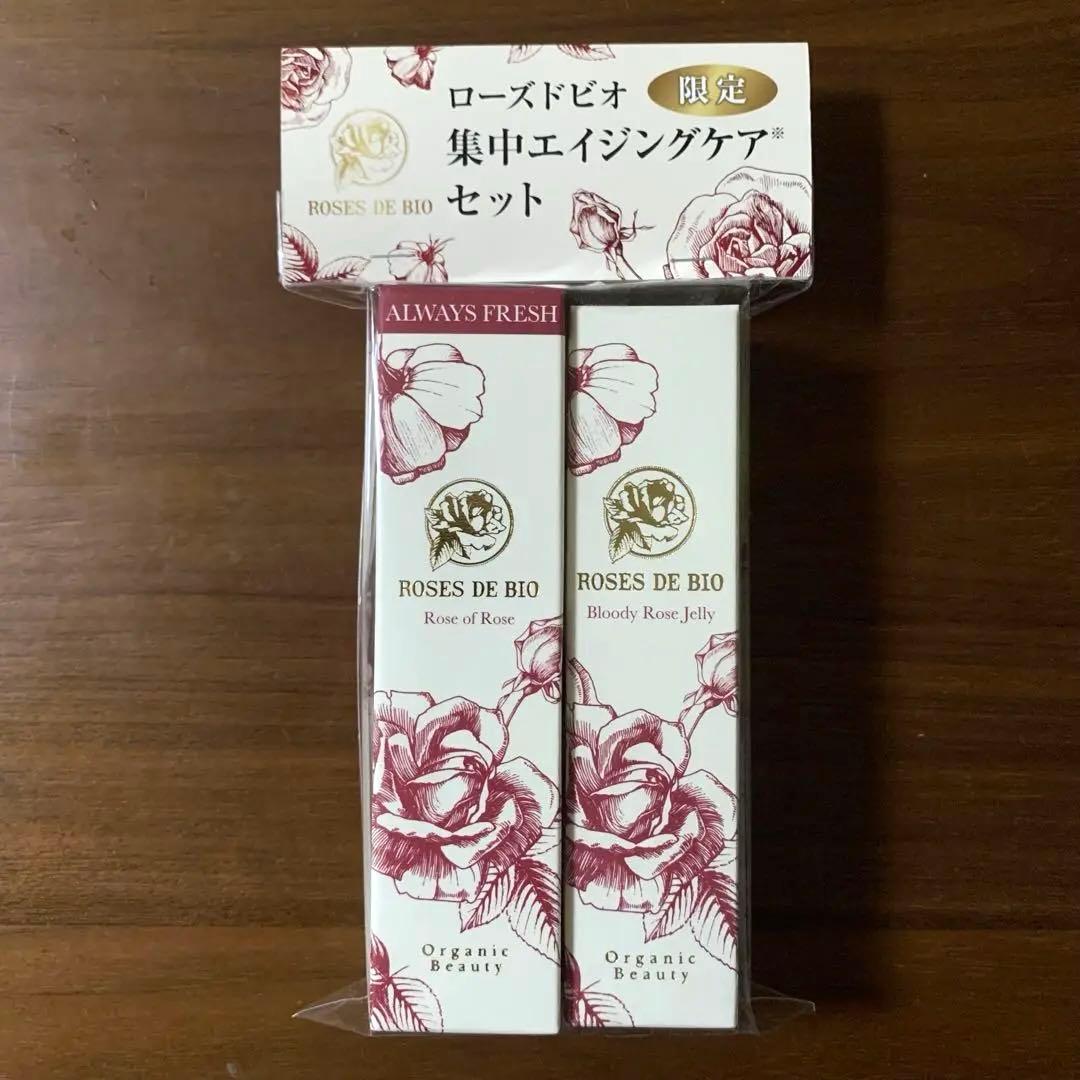 ローズドビオ
限定
集中エイジングケア※
セット
ROSES DE BIO
ALWAYS FRESH
ROSES DE BIO
Rose of Rose
Organic
Beauty
ROSES DE BIO
Bloody Rose Jelly
Organic
Beauty